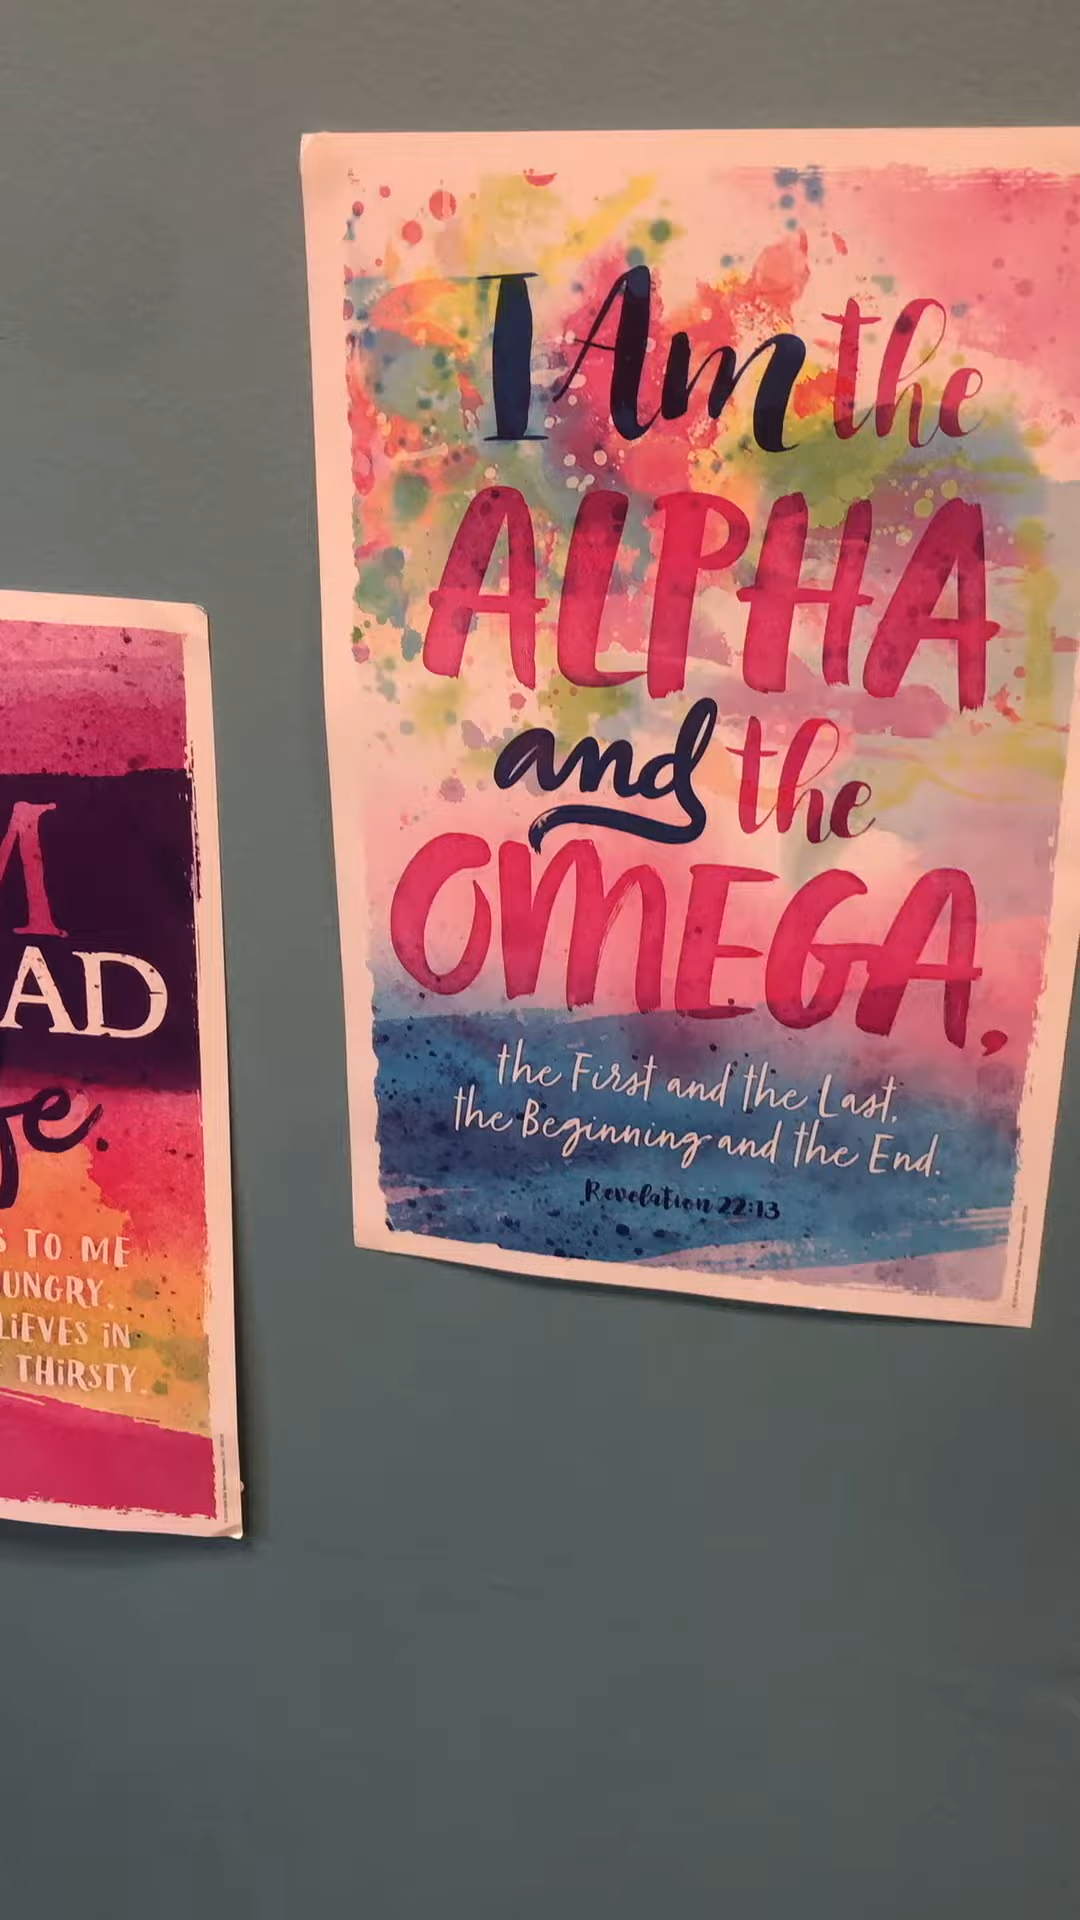 I Am the
ALPHA
and the
OMEGA,
the First and the Last,
the Beginning and the End.
Revelation 22:13
M
AD
fe.
S TO ME
UNGRY.
LiEVES iN
THiRSTY.